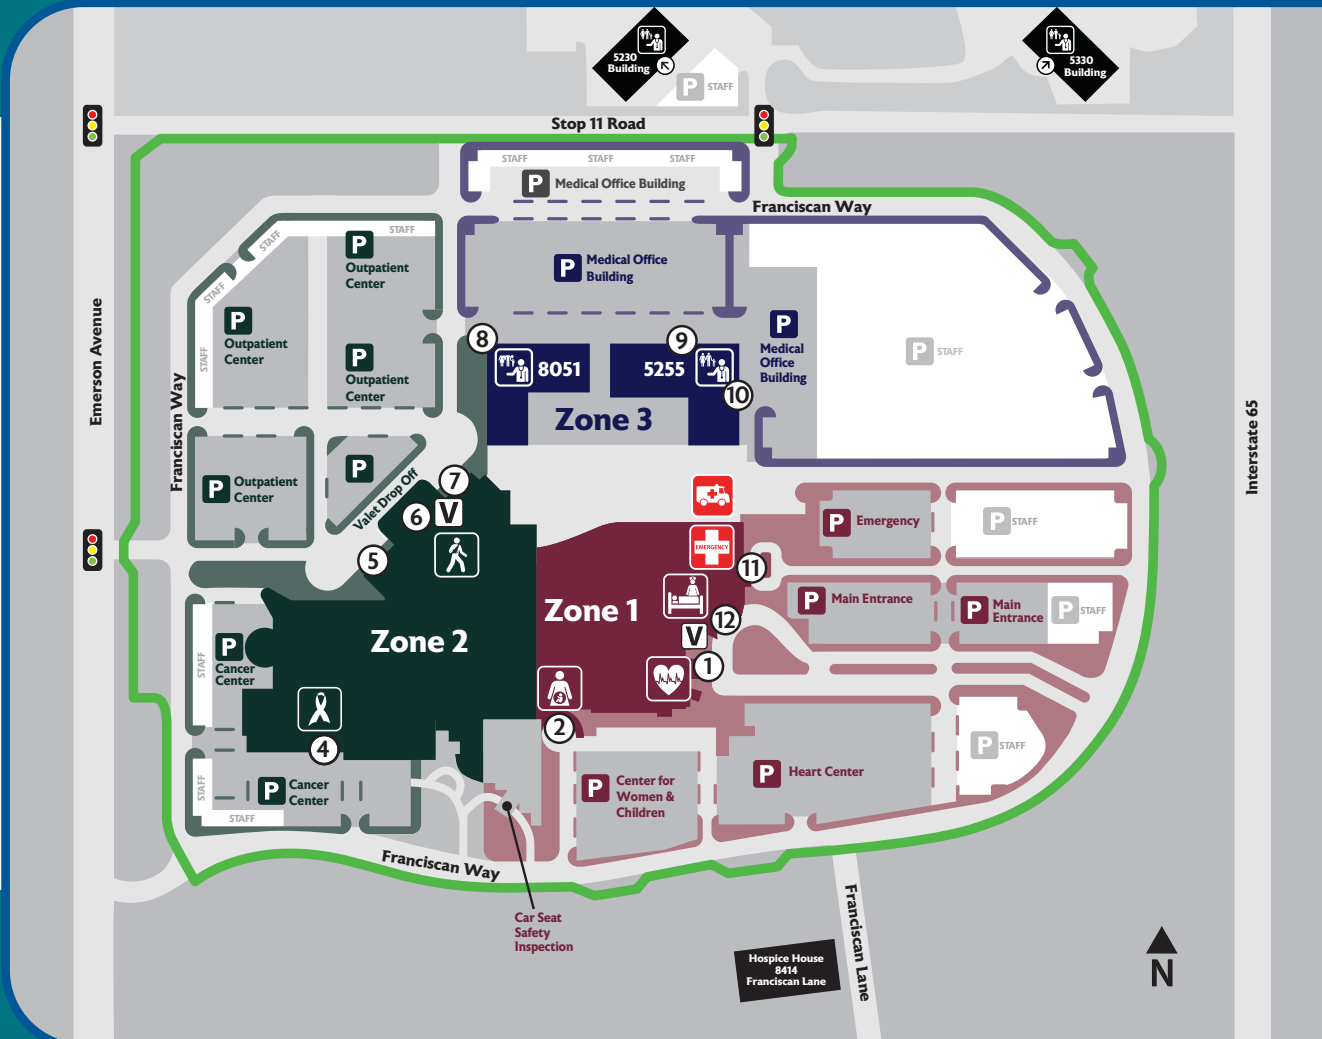 5230
Building
5330
Building
P STAFF
Stop 11 Road
STAFF STAFF STAFF
P Medical Office Building
Franciscan Way
STAFF
STAFF
STAFF
STAFF
P
Outpatient
Center
P
Outpatient
Center
P
Outpatient
Center
P Medical Office
Building
P
Medical
Office
Building
P STAFF
Emerson Avenue
Franciscan Way
Interstate 65
8
8051
9
5255
10
Zone 3
P Outpatient
Center
P
Valet Drop Off
7
6
V
5
EMERGENCY
11
P Emergency
P STAFF
Zone 1
12
V
1
P Main Entrance
P Main
Entrance
P STAFF
Zone 2
P
Cancer
Center
STAFF
4
2
P STAFF
P Cancer
Center
STAFF
STAFF
P Center for
Women &
Children
P Heart Center
Franciscan Way
Car Seat
Safety
Inspection
Franciscan Lane
Hospice House
8414
Franciscan Lane
N